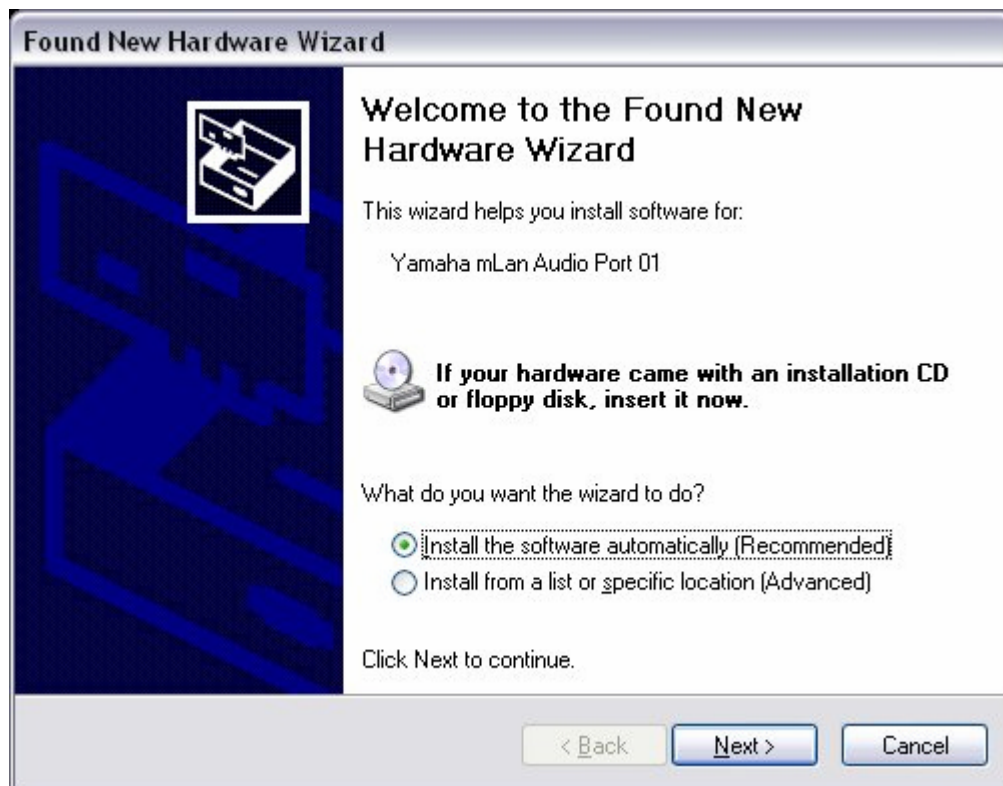 Found New Hardware Wizard
Welcome to the Found New
Hardware Wizard
This wizard helps you install software for:
Yamaha mLan Audio Port 01
If your hardware came with an installation CD
or floppy disk, insert it now.
What do you want the wizard to do?
Install the software automatically (Recommended)
Install from a list or specific location (Advanced)
Click Next to continue.
< Back
Next >
Cancel